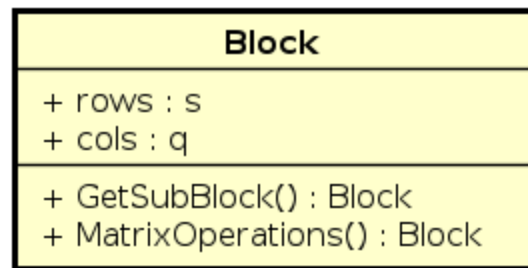 Block
+ rows : s
+ cols : q
+ GetSubBlock() : Block
+ MatrixOperations() : Block